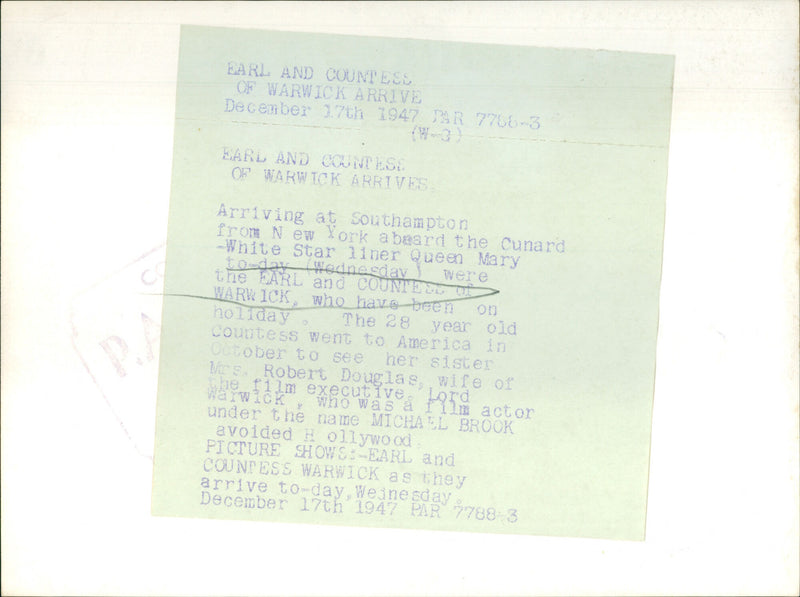 EARL AND COUNTESS
OF WARWICK ARRIVE
December 17th 1947 PAR 7788-3
(W-G)
EARL AND COUNTESS
OF WARWICK ARRIVES.
Arriving at Southampton
from N ew York abaard the Cunard
-White Star liner Queen Mary
to-day (Wednesday) were
the EARL and COUNTESS of
WARWICK, who have been on
holiday . The 28 year old
Countess went to America in
October to see her sister
Mrs. Robert Douglas, wife of
the film executive. Lord
Warwick , who was a film actor
under the name MICHAEL BROOK
avoided H ollywood.
PICTURE SHOWS:-EARL and
COUNTESS WARWICK as they
arrive to-day,Wednesday.
December 17th 1947 PAR 7788-3